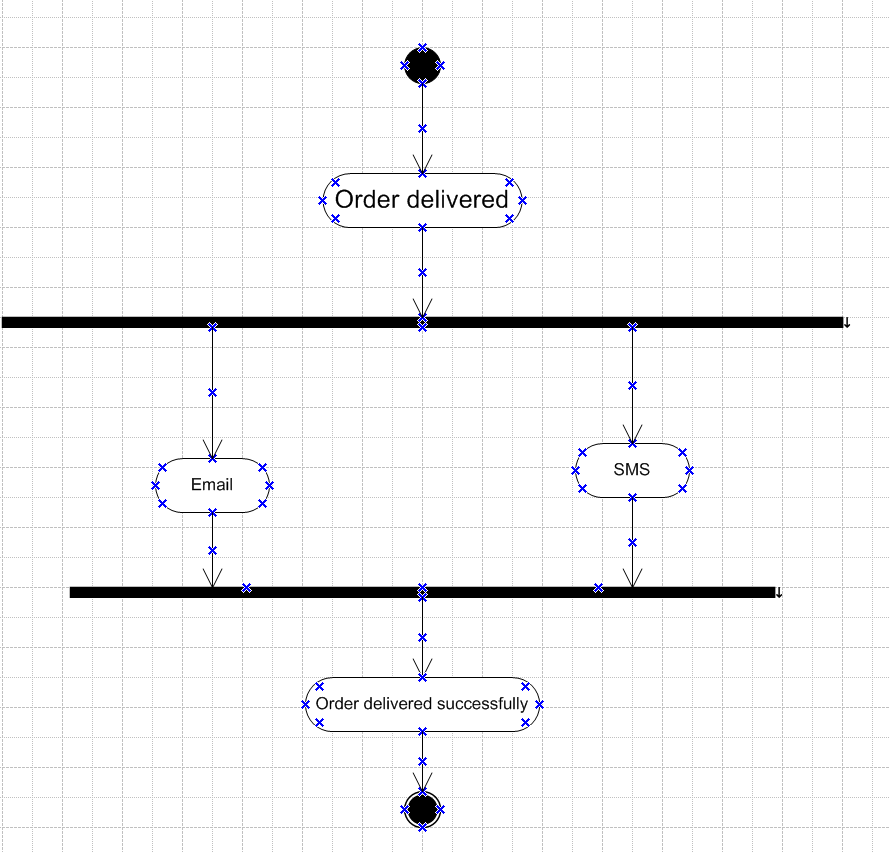 Order delivered
Email
SMS
Order delivered successfully